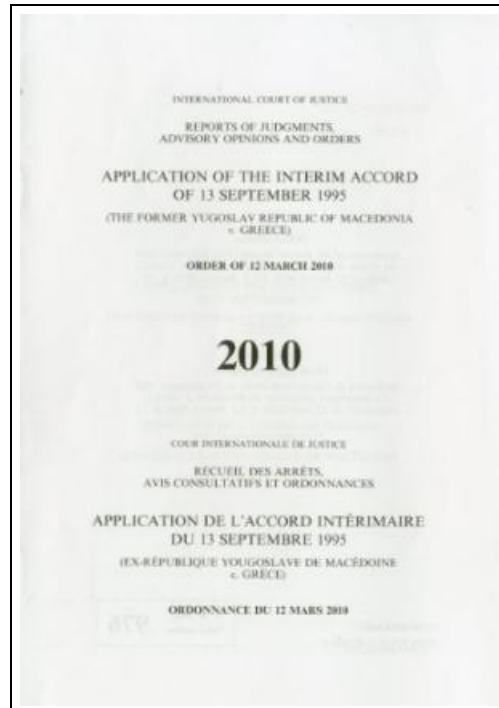 INTERNATIONAL COURT OF JUSTICE
REPORTS OF JUDGMENTS,
ADVISORY OPINIONS AND ORDERS
APPLICATION OF THE INTERIM ACCORD
OF 13 SEPTEMBER 1995
(THE FORMER YUGOSLAV REPUBLIC OF MACEDONIA
v. GREECE)
ORDER OF 12 MARCH 2010
2010
COUR INTERNATIONALE DE JUSTICE
RECUEIL DES ARRÊTS,
AVIS CONSULTATIFS ET ORDONNANCES
APPLICATION DE L'ACCORD INTÉRIMAIRE
DU 13 SEPTEMBRE 1995
(EX-RÉPUBLIQUE YOUGOSLAVE DE MACÉDOINE
c. GRÈCE)
ORDONNANCE DU 12 MARS 2010